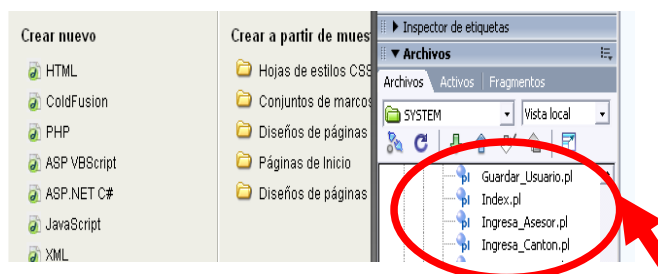 Crear nuevo
HTML
ColdFusion
PHP
ASP VBScript
ASP.NET C#
JavaScript
XML
Crear a partir de mues
Hojas de estilos CSS
Conjuntos de marcos
Diseños de páginas
Páginas de Inicio
Diseños de páginas
Inspector de etiquetas
Archivos
Archivos Activos Fragmentos
SYSTEM Vista local
Guardar_Usuario.pl
Index.pl
Ingresa_Asesor.pl
Ingresa_Canton.pl